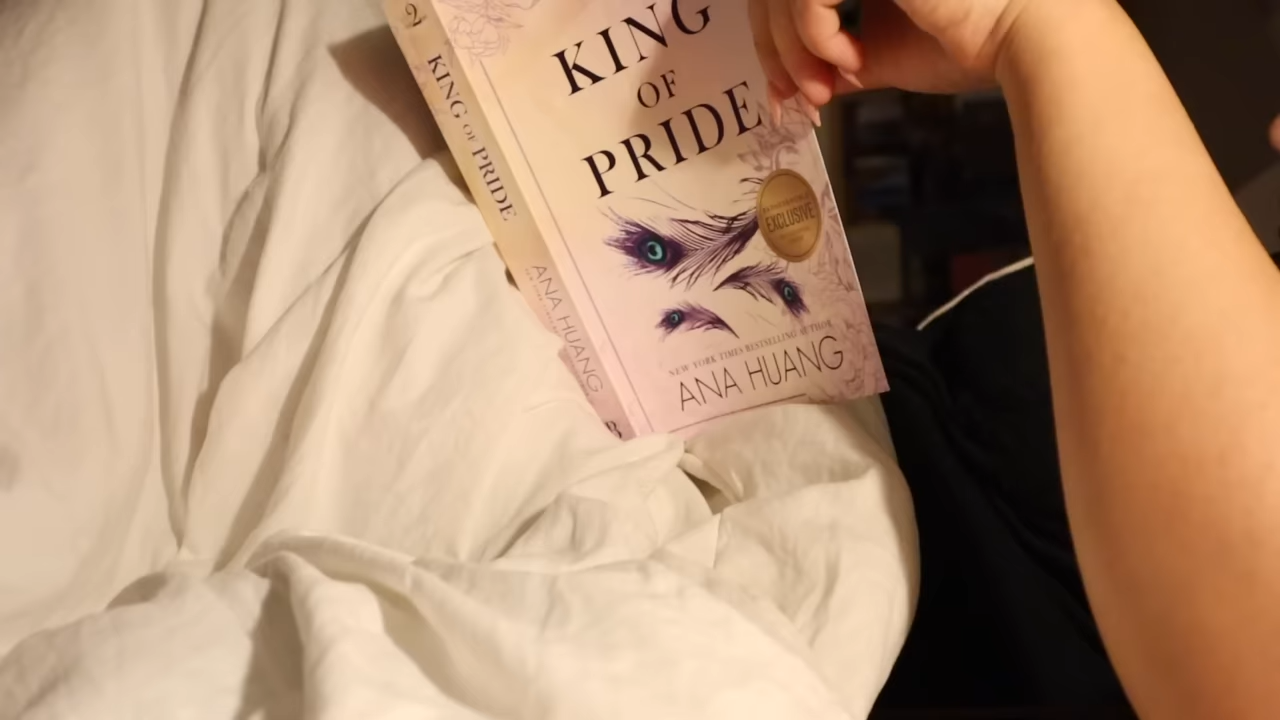 2
KING OF PRIDE
ANA HUANG
KING
OF
PRIDE
EXCLUSIVE
NEW YORK TIMES BESTSELLING AUTHOR
ANA HUANG